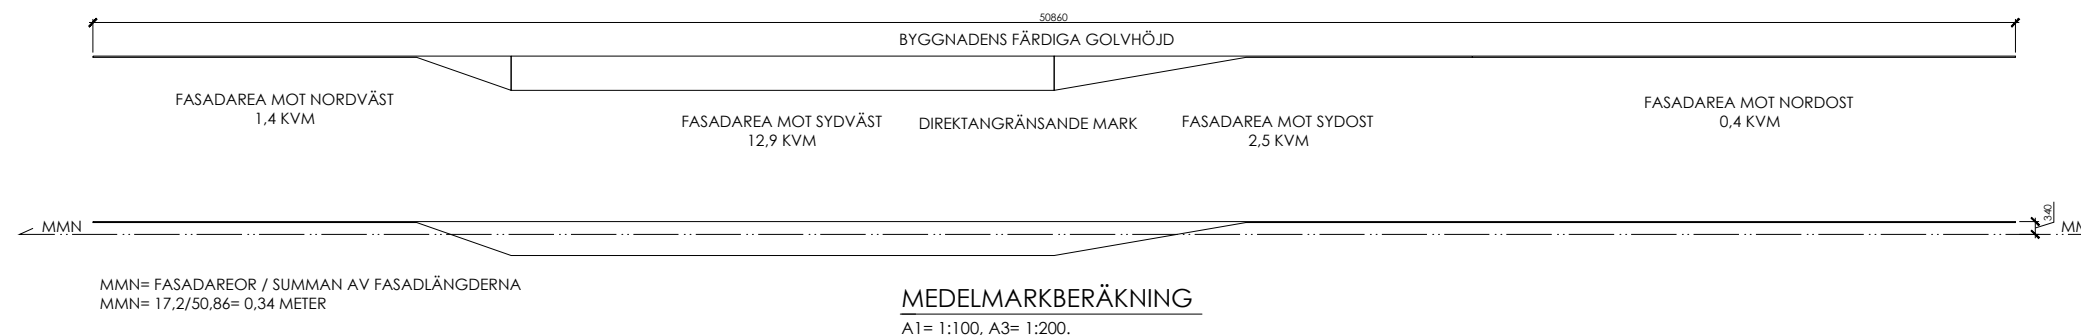 50860
BYGGNADENS FÄRDIGA GOLVHÖJD
FASADAREA MOT NORDVÄST
1,4 KVM
FASADAREA MOT SYDVÄST
12,9 KVM
DIREKTANGRÄNSANDE MARK
FASADAREA MOT SYDOST
2,5 KVM
FASADAREA MOT NORDOST
0,4 KVM
MMN
340
MMN= FASADAREOR / SUMMAN AV FASADLÄNGDERNA
MMN= 17,2/50,86= 0,34 METER
MEDELMARKBERÄKNING
A1= 1:100, A3= 1:200.